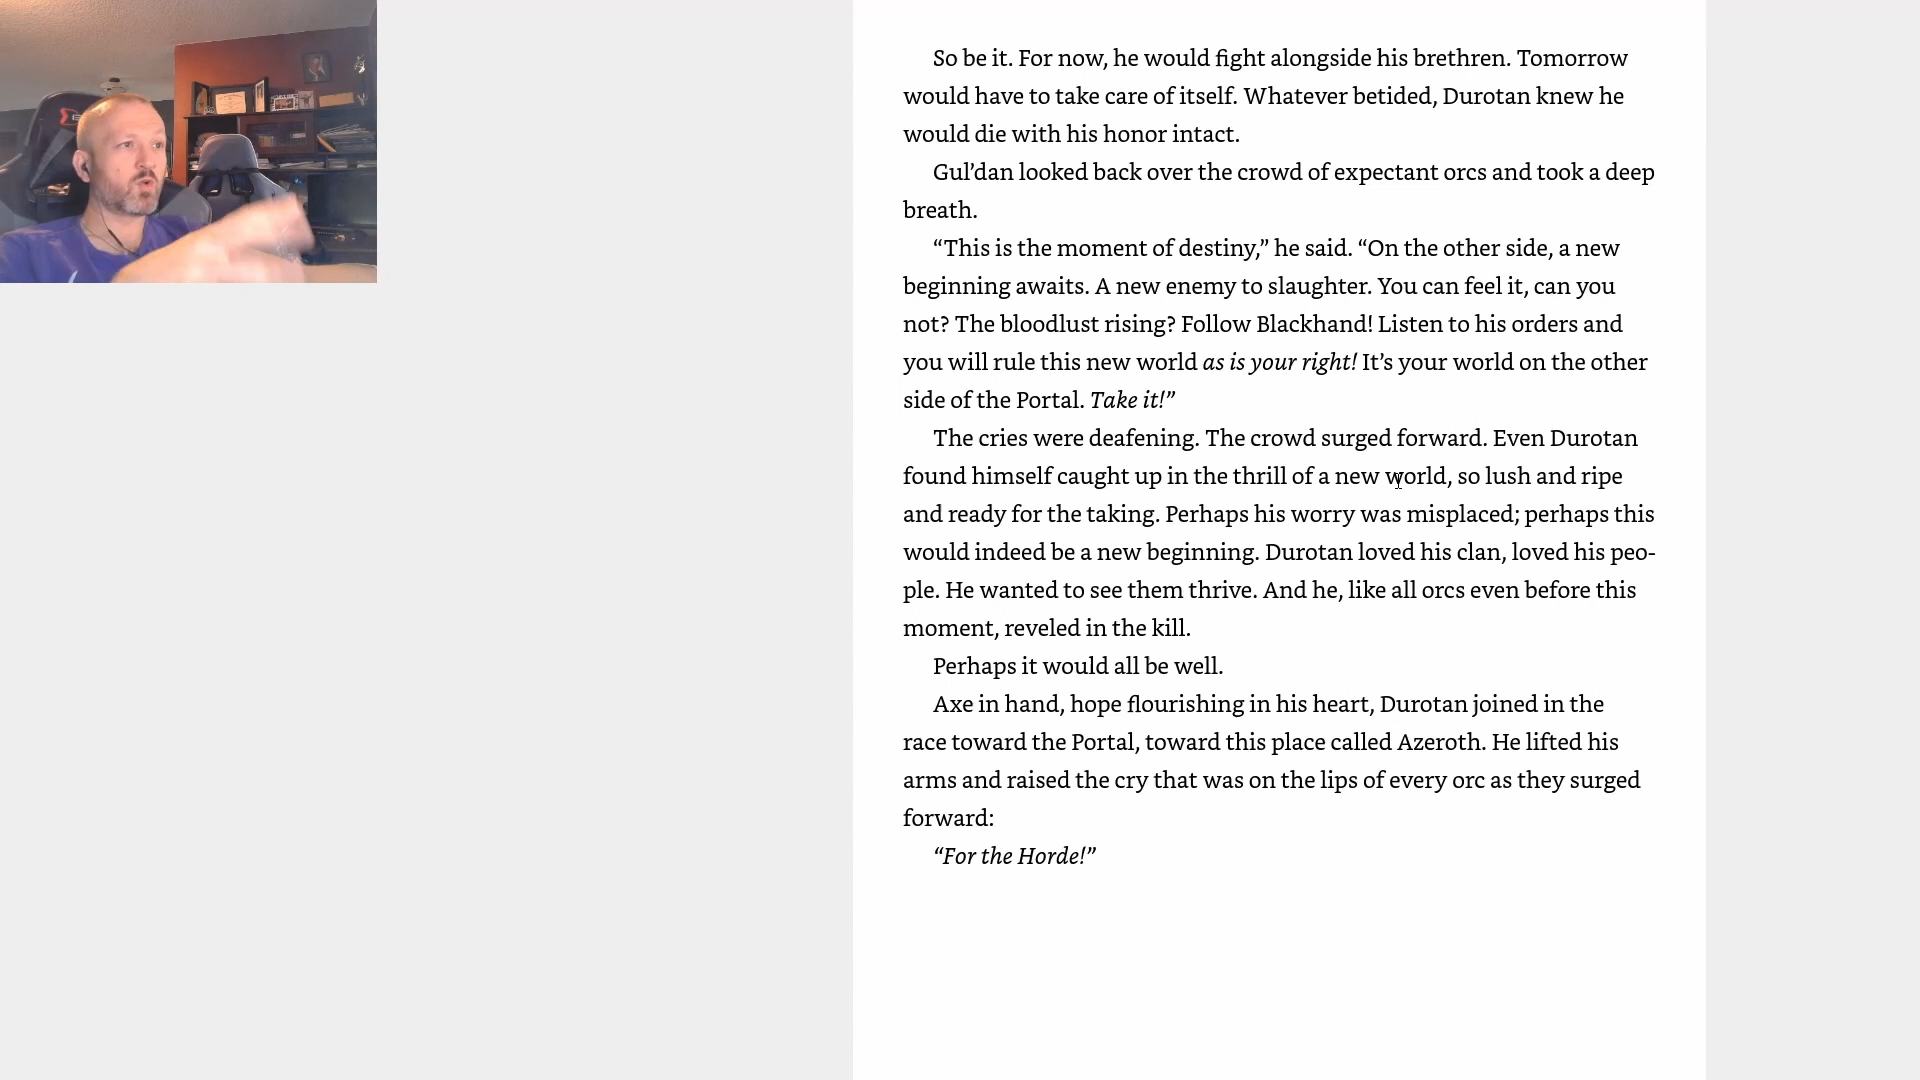 So be it. For now, he would fight alongside his brethren. Tomorrow
would have to take care of itself. Whatever betided, Durotan knew he
would die with his honor intact.
Gul’dan looked back over the crowd of expectant orcs and took a deep
breath.
“This is the moment of destiny,” he said. “On the other side, a new
beginning awaits. A new enemy to slaughter. You can feel it, can you
not? The bloodlust rising? Follow Blackhand! Listen to his orders and
you will rule this new world as is your right! It’s your world on the other
side of the Portal. Take it!”
The cries were deafening. The crowd surged forward. Even Durotan
found himself caught up in the thrill of a new world, so lush and ripe
and ready for the taking. Perhaps his worry was misplaced; perhaps this
would indeed be a new beginning. Durotan loved his clan, loved his peo-
ple. He wanted to see them thrive. And he, like all orcs even before this
moment, reveled in the kill.
Perhaps it would all be well.
Axe in hand, hope flourishing in his heart, Durotan joined in the
race toward the Portal, toward this place called Azeroth. He lifted his
arms and raised the cry that was on the lips of every orc as they surged
forward:
“For the Horde!”